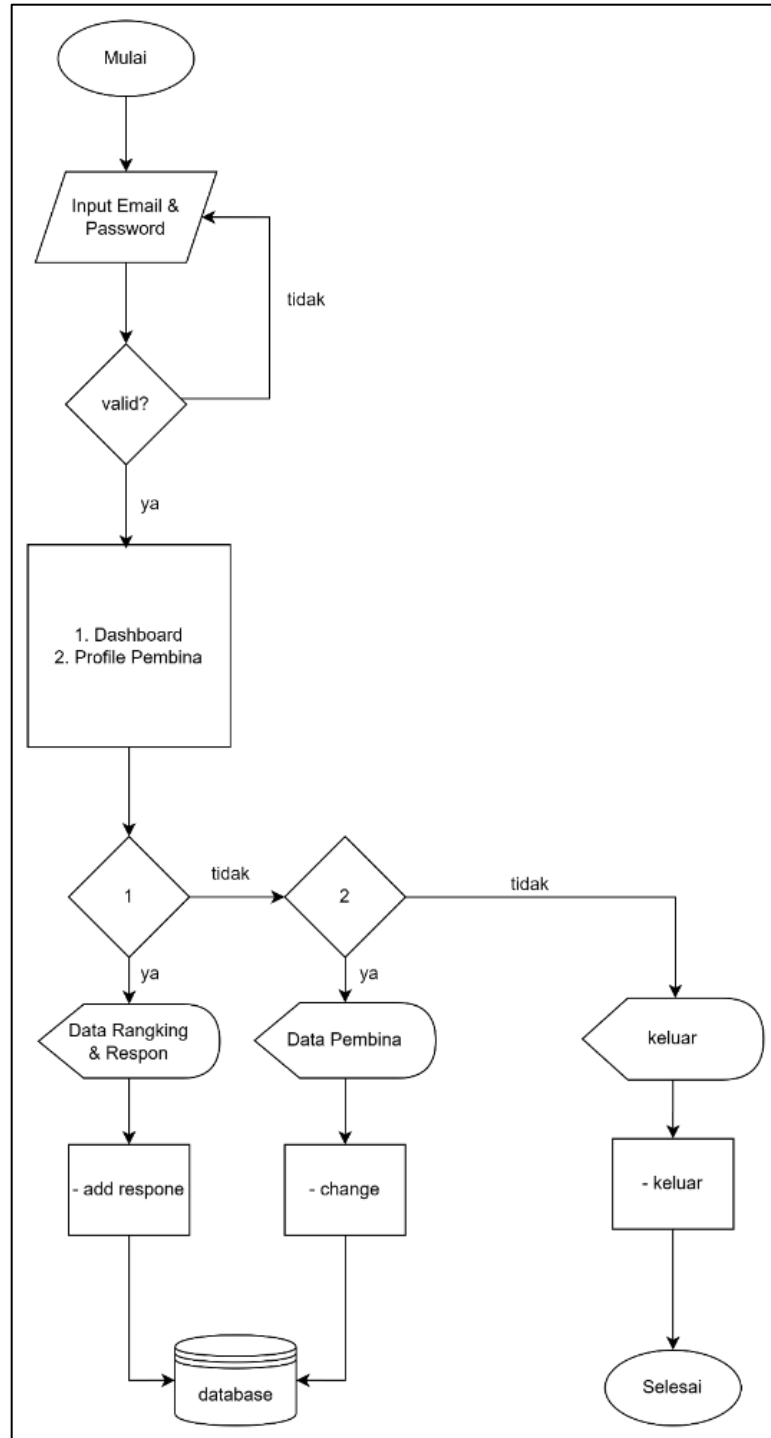 Mulai
Input Email &
Password
tidak
valid?
ya
1. Dashboard
2. Profile Pembina
1
tidak
2
tidak
ya
ya
Data Rangking
& Respon
Data Pembina
keluar
- add respone
- change
- keluar
database
Selesai